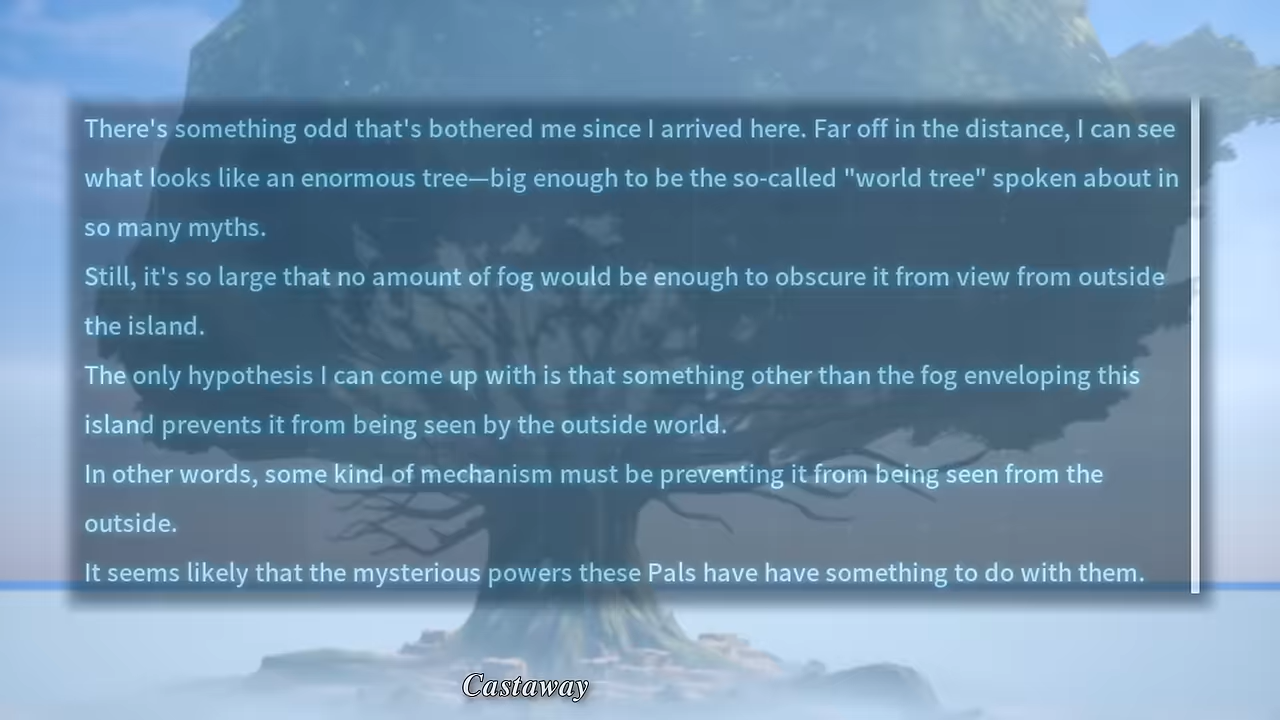 There's something odd that's bothered me since I arrived here. Far off in the distance, I can see
what looks like an enormous tree—big enough to be the so-called "world tree" spoken about in
so many myths.
Still, it's so large that no amount of fog would be enough to obscure it from view from outside
the island.
The only hypothesis I can come up with is that something other than the fog enveloping this
island prevents it from being seen by the outside world.
In other words, some kind of mechanism must be preventing it from being seen from the
outside.
It seems likely that the mysterious powers these Pals have have something to do with them.
Castaway